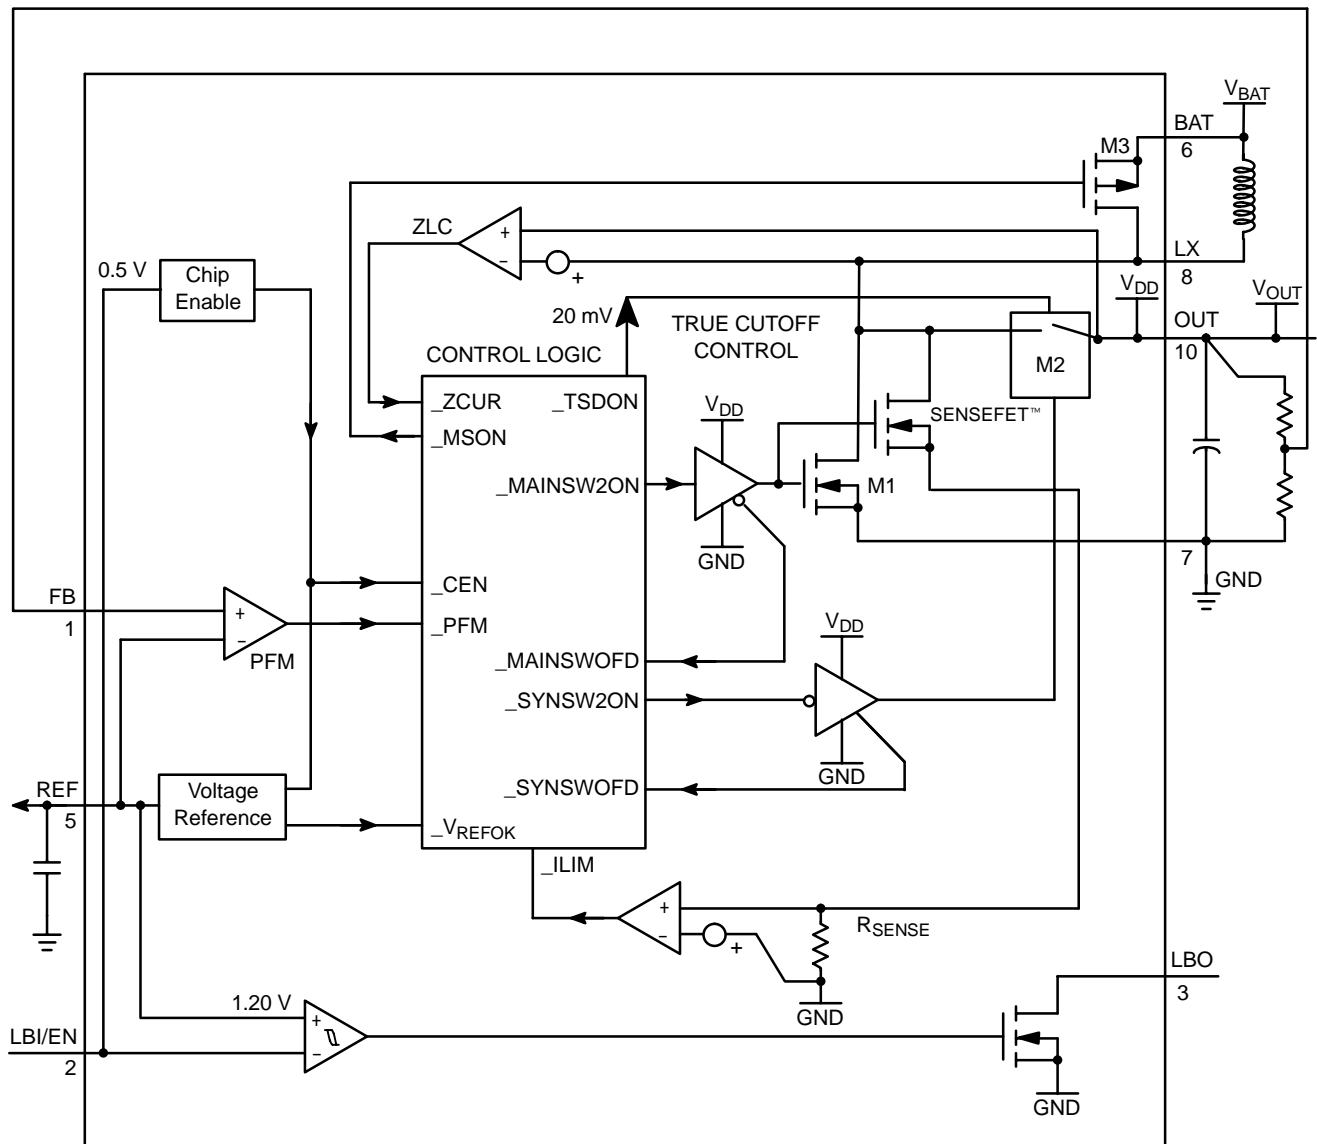 VBAT
BAT
6
M3
ZLC
+
−
+
LX
8
0.5 V
Chip
Enable
VDD
VOUT
20 mV
TRUE CUTOFF
CONTROL
OUT
10
M2
CONTROL LOGIC
_ZCUR
_TSDON
VDD
SENSEFET™
_MSON
_MAINSW2ON
M1
GND
7
GND
FB
1
_CEN
+
−
PFM
_PFM
VDD
_MAINSWOFD
_SYNSW2ON
GND
REF
5
Voltage
Reference
_SYNSWOFD
_VREFOK
_ILIM
+
−
+
RSENSE
GND
LBO
3
1.20 V
+
−
LBI/EN
2
GND